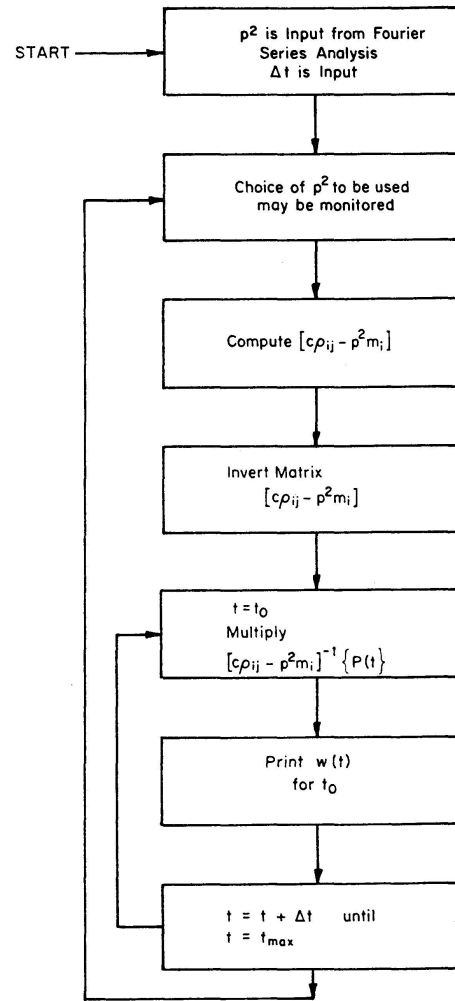 START
p² is Input from Fourier
Series Analysis
Δt is Input
Choice of p² to be used
may be monitored
Compute [cρᵢⱼ - p²mᵢ]
Invert Matrix
[cρᵢⱼ - p²mᵢ]
t = t₀
Multiply
[cρᵢⱼ - p²mᵢ]⁻¹ {P(t}
Print w(t)
for t₀
t = t + Δt until
t = tₘₐₓ